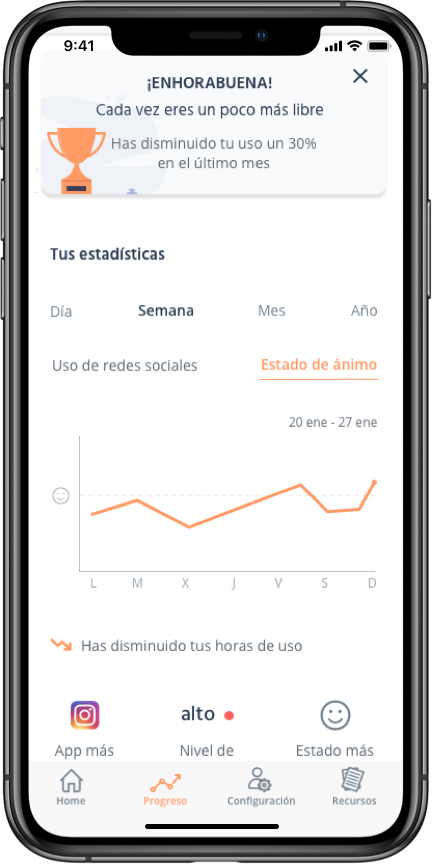 9:41
¡ENHORABUENA!
Cada vez eres un poco más libre
Has disminuido tu uso un 30%
en el último mes
Tus estadísticas
Día Semana Mes Año
Uso de redes sociales Estado de ánimo
20 ene - 27 ene
L M X J V S D
Has disminuido tus horas de uso
alto
App más Nivel de Estado más
Home Progreso Configuración Recursos